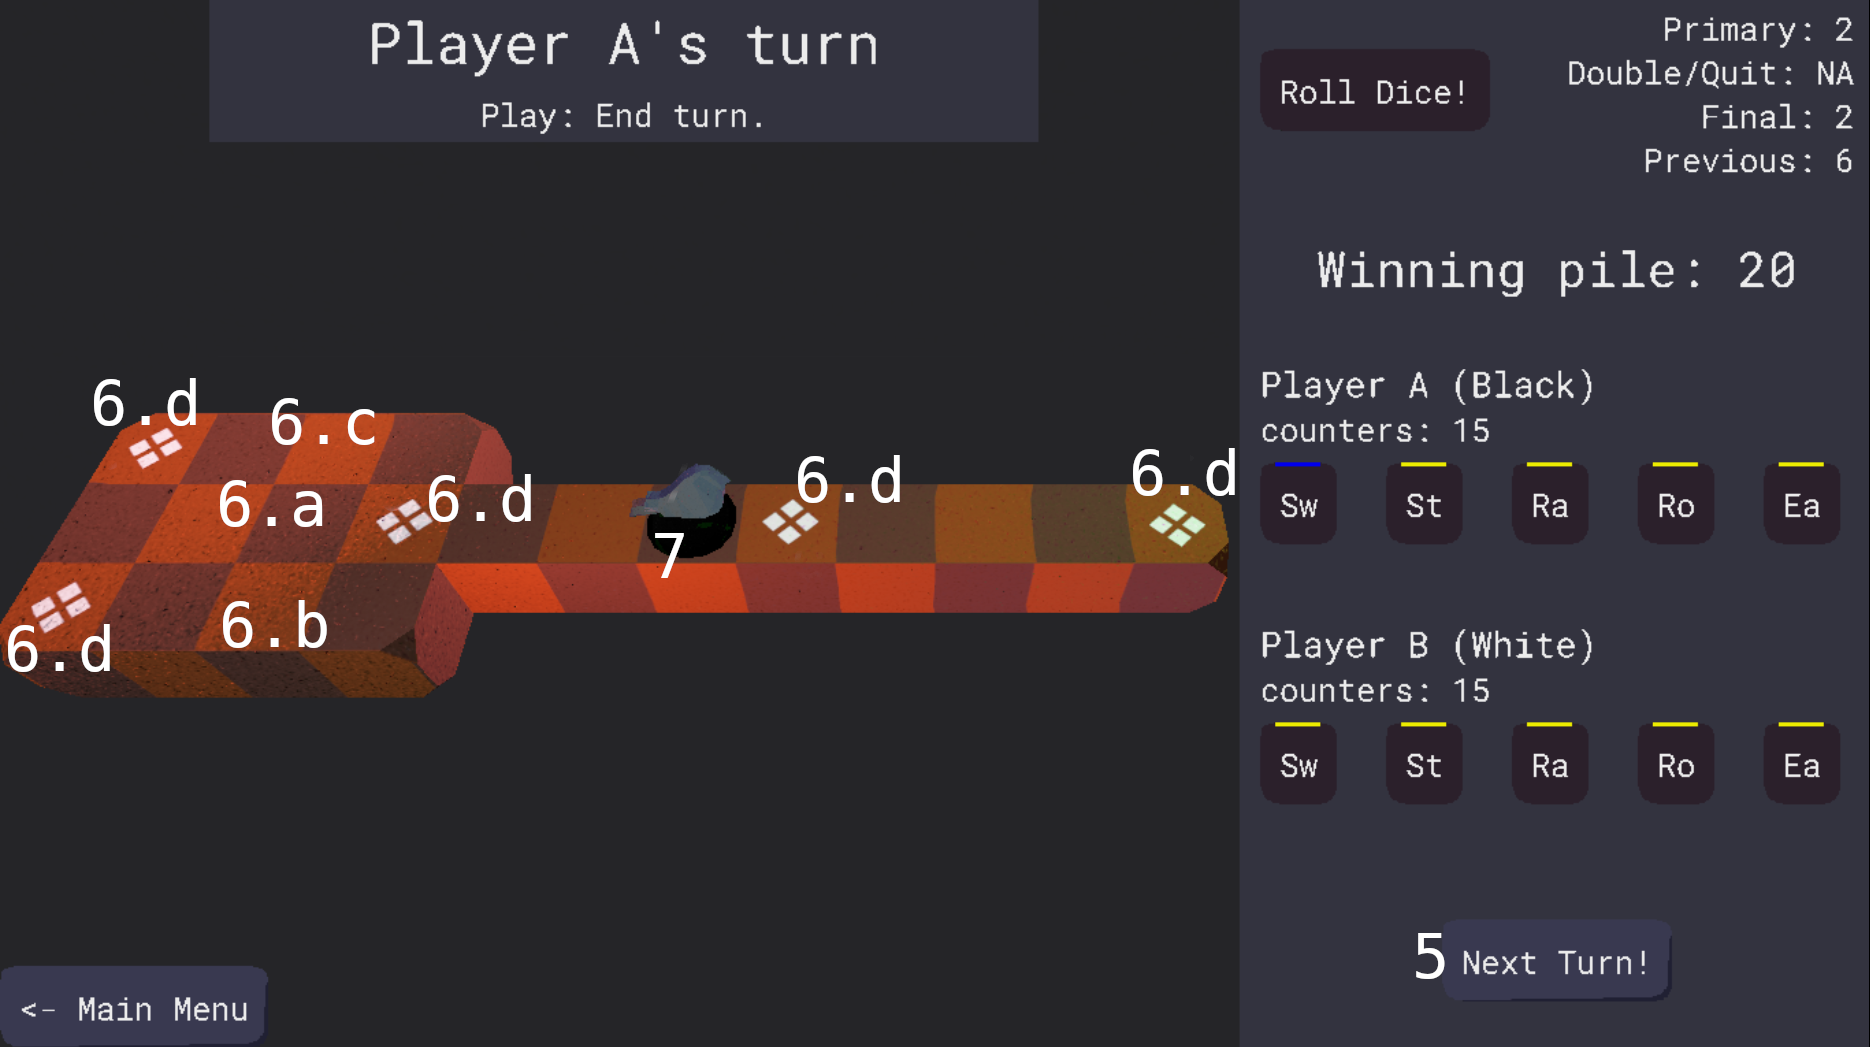 Player A's turn
Play: End turn.
Roll Dice!
Primary: 2
Double/Quit: NA
Final: 2
Previous: 6
Winning pile: 20
Player A (Black)
counters: 15
Sw St Ra Ro Ea
Player B (White)
counters: 15
Sw St Ra Ro Ea
6.d 6.c
6.a 6.d 6.d 6.d
7
6.d 6.b
5 Next Turn!
<- Main Menu